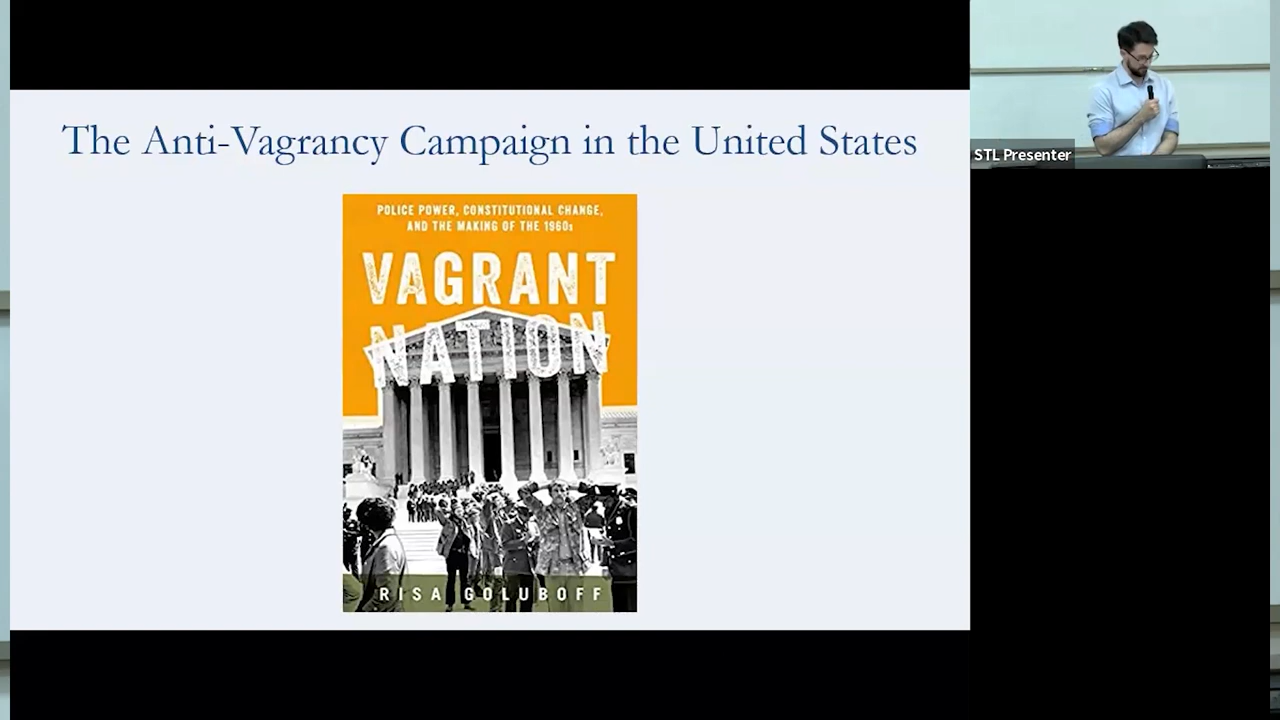 The Anti-Vagrancy Campaign in the United States
POLICE POWER, CONSTITUTIONAL CHANGE,
AND THE MAKING OF THE 1960s
VAGRANT
NATION
RISA GOLUBOFF
STL Presenter